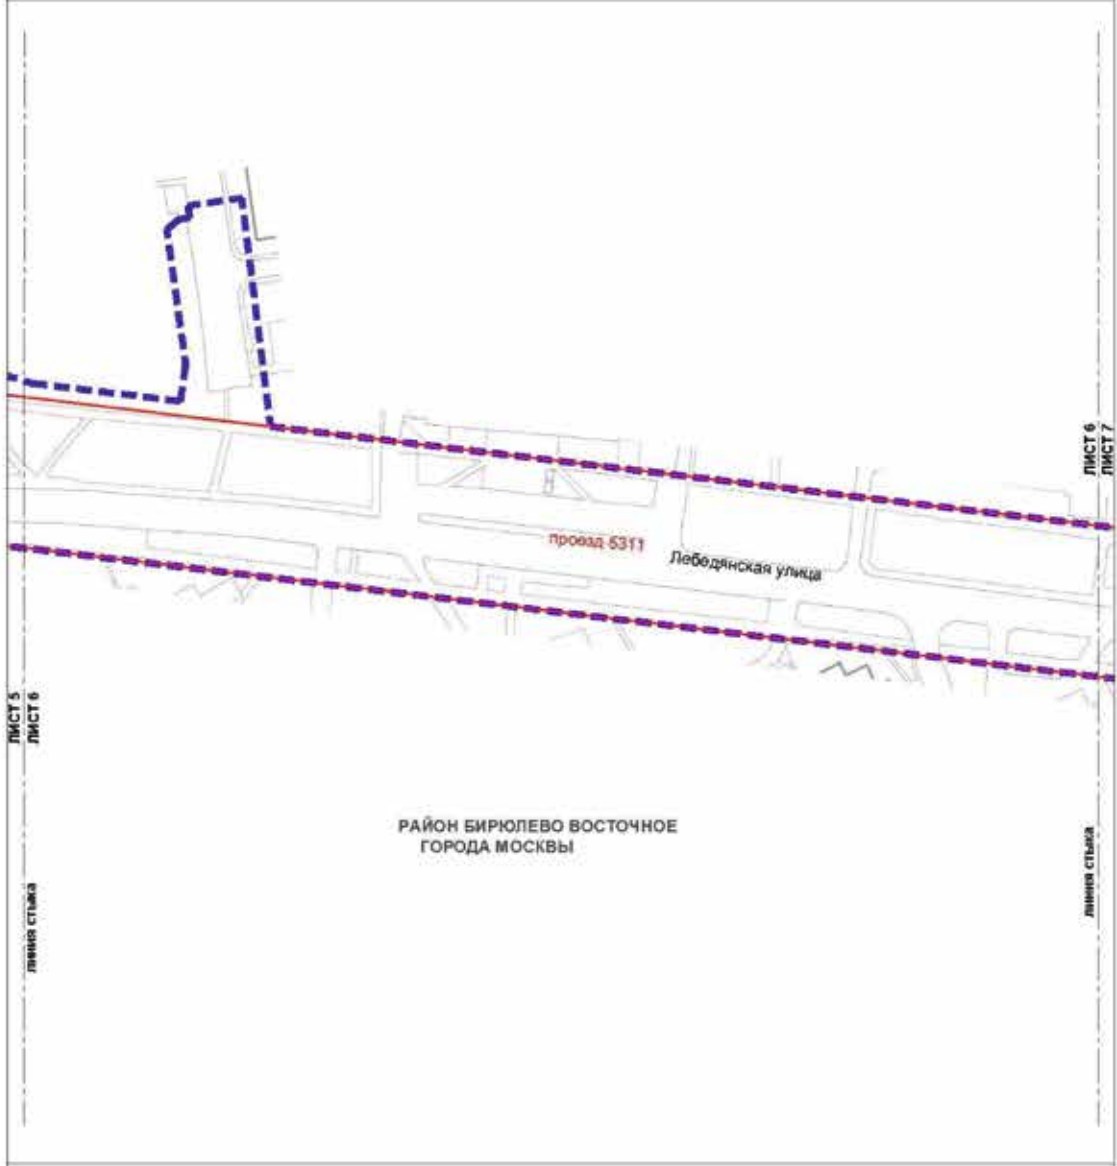 ЛИСТ 6
ЛИСТ 7
проезд 5311
Лебедянская улица
ЛИСТ 5
ЛИСТ 6
РАЙОН БИРЮЛЕВО ВОСТОЧНОЕ
ГОРОДА МОСКВЫ
линия стыка
линия стыка